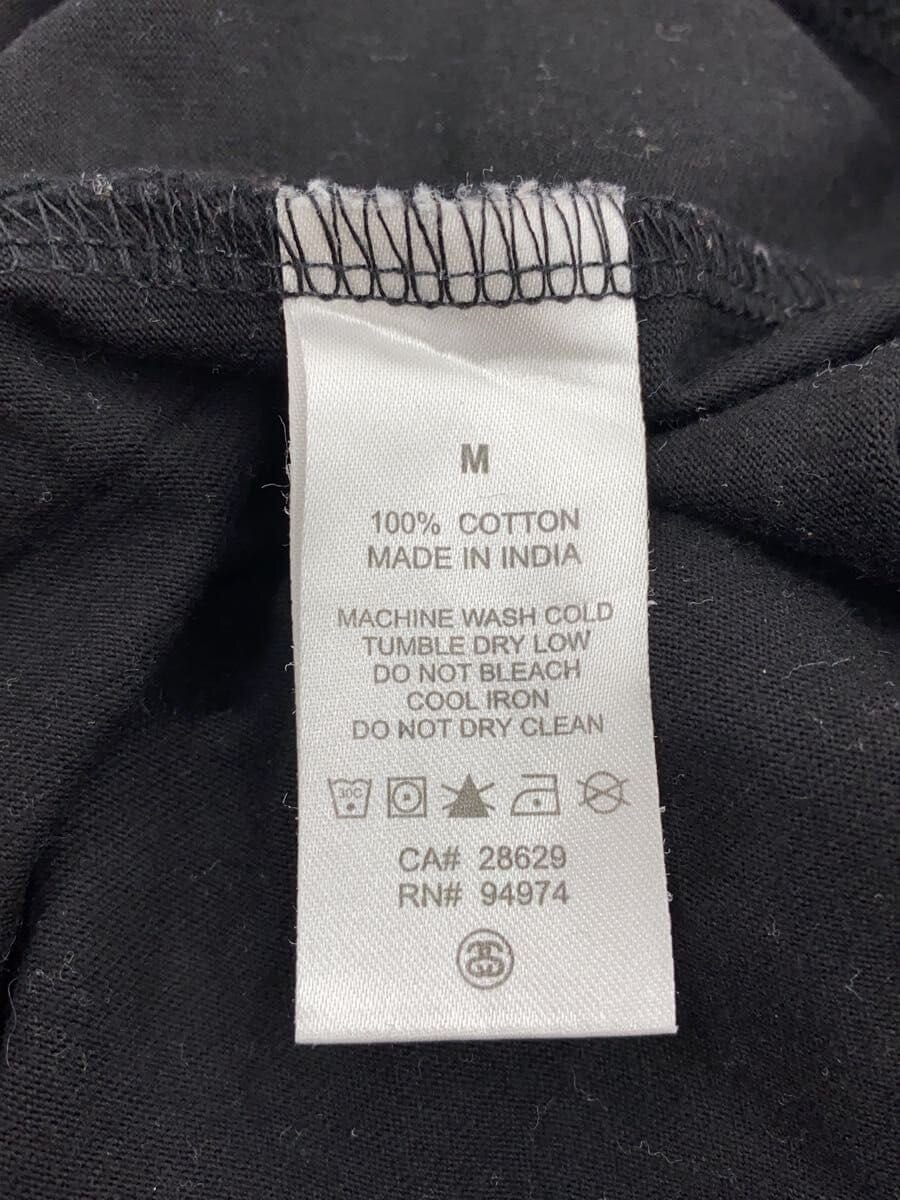 M
100% COTTON
MADE IN INDIA
MACHINE WASH COLD
TUMBLE DRY LOW
DO NOT BLEACH
COOL IRON
DO NOT DRY CLEAN
30C
CA# 28629
RN# 94974